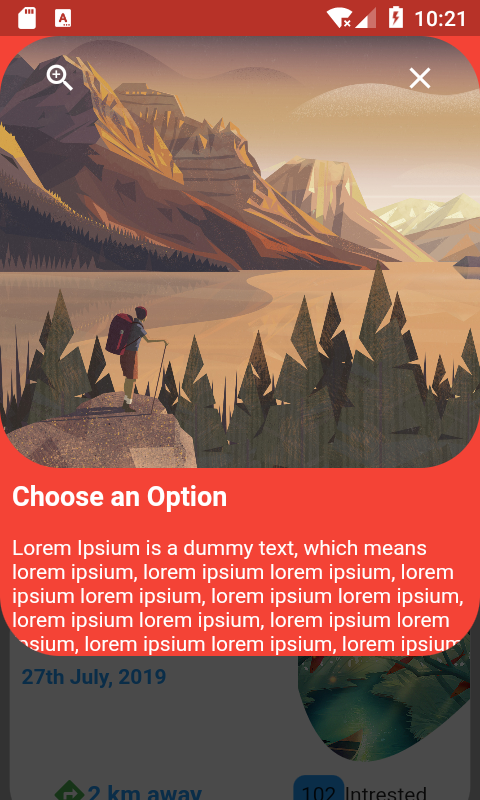 10:21
Choose an Option
Lorem Ipsium is a dummy text, which means
lorem ipsium, lorem ipsium lorem ipsium, lorem
ipsium lorem ipsium, lorem ipsium lorem ipsium,
lorem ipsium lorem ipsium, lorem ipsium lorem
ipsium, lorem ipsium lorem ipsium, lorem ipsium
27th July, 2019
2 km away
102 Intrested